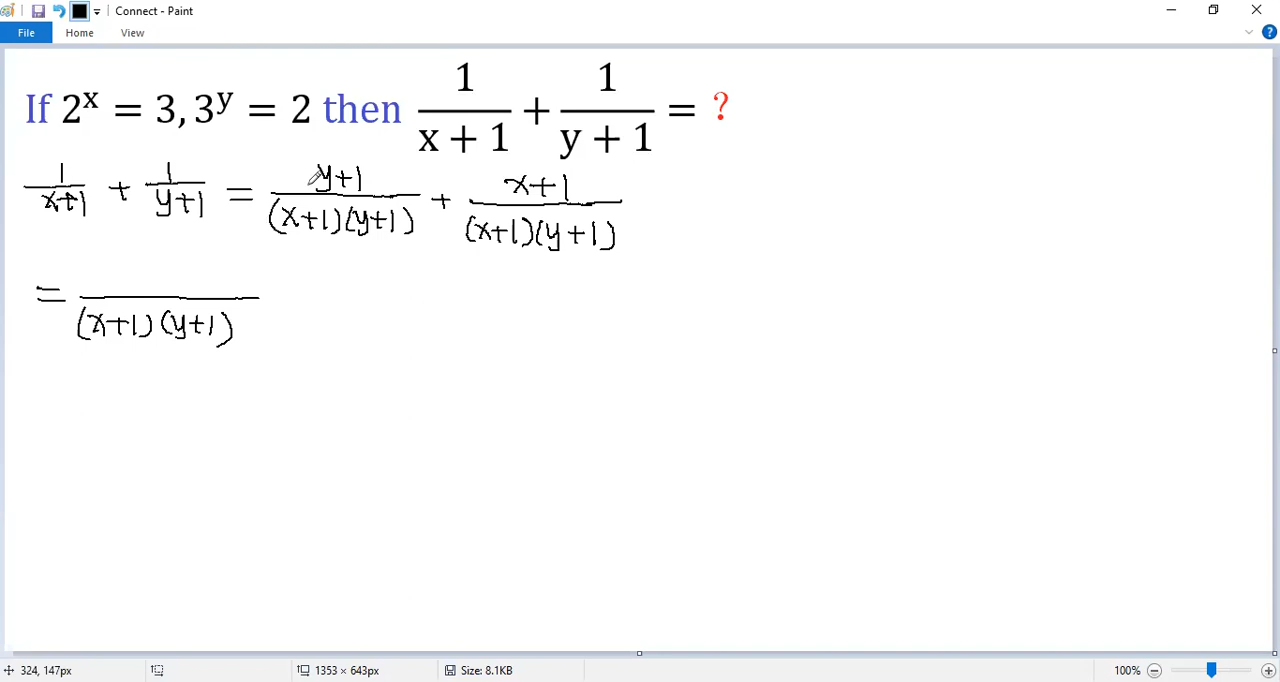 Connect - Paint
File Home View
If 2^x = 3, 3^y = 2 then 1/(x + 1) + 1/(y + 1) = ?
1/(x+1) + 1/(y+1) = (y+1)/((x+1)(y+1)) + (x+1)/((x+1)(y+1))
= /((x+1)(y+1))
324, 147px 1353 × 643px Size: 8.1KB 100%